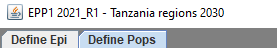 EPP1 2021_R1 - Tanzania regions 2030
Define Epi Define Pops